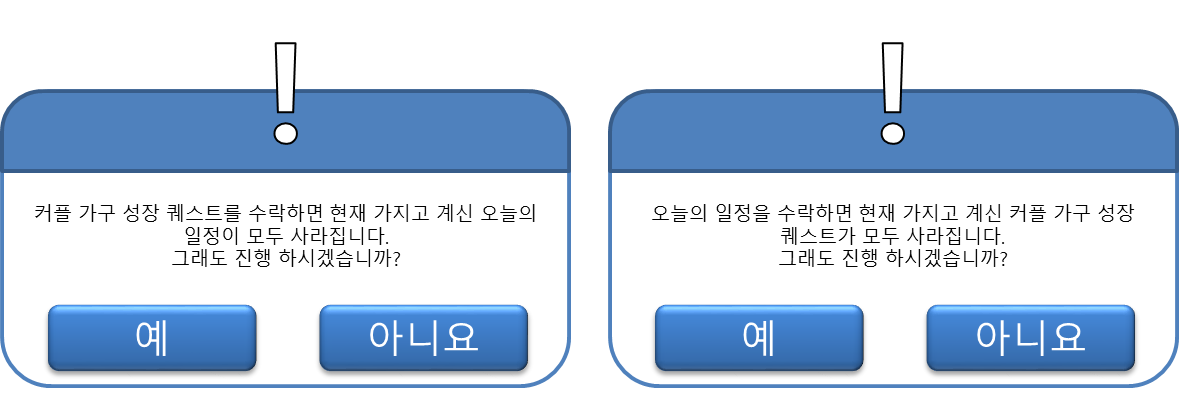 !
커플 가구 성장 퀘스트를 수락하면 현재 가지고 계신 오늘의
일정이 모두 사라집니다.
그래도 진행 하시겠습니까?
예
아니요
!
오늘의 일정을 수락하면 현재 가지고 계신 커플 가구 성장
퀘스트가 모두 사라집니다.
그래도 진행 하시겠습니까?
예
아니요